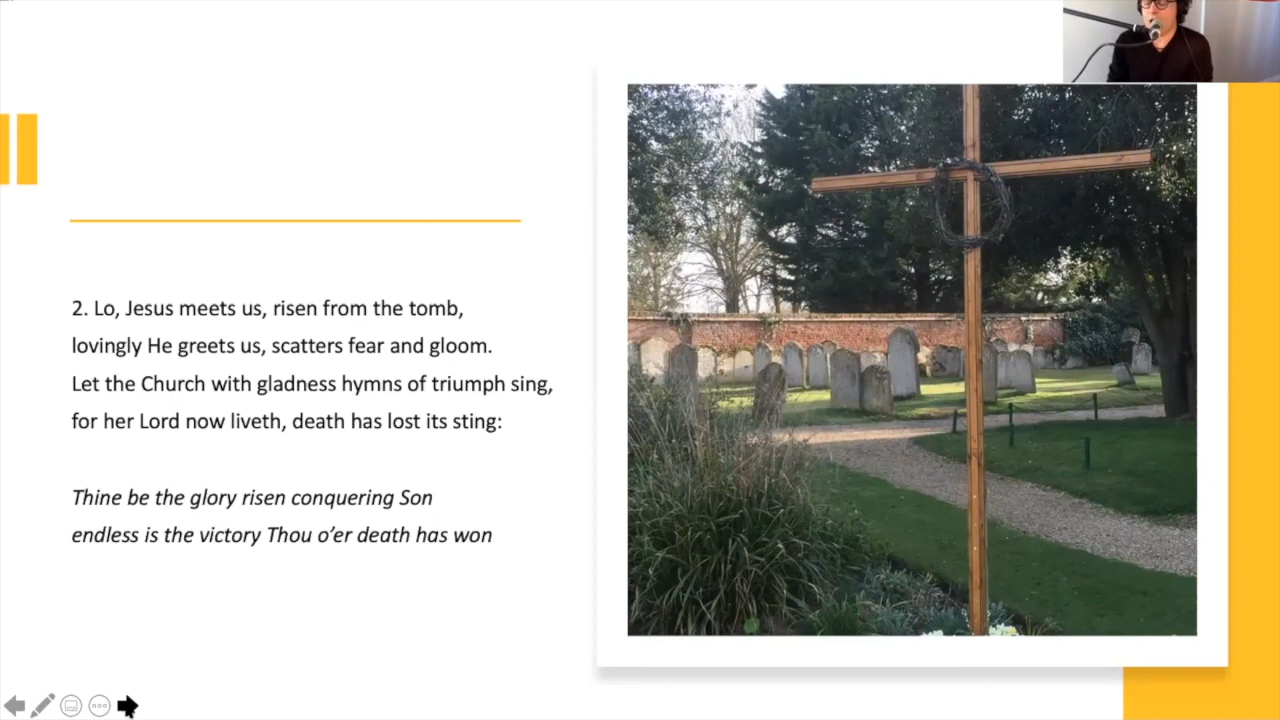 2. Lo, Jesus meets us, risen from the tomb,
lovingly He greets us, scatters fear and gloom.
Let the Church with gladness hymns of triumph sing,
for her Lord now liveth, death has lost its sting:
Thine be the glory risen conquering Son
endless is the victory Thou o’er death has won